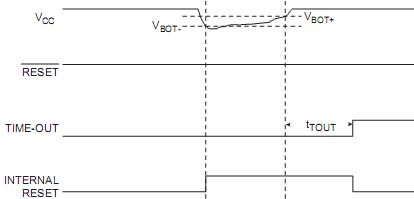 VCC
VBOT-
VBOT+
RESET
TIME-OUT
tTOUT
INTERNAL
RESET